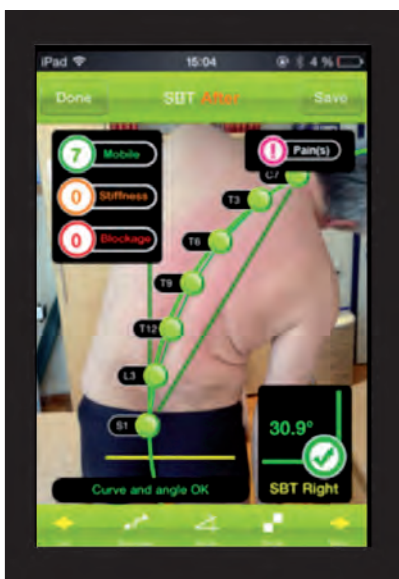 iPad 15:04 4 %
Done SBT After Save
7 Mobile
0 Stiffness
0 Blockage
! Pain(s)
C7
T3
T6
T9
T12
L3
S1
30.9°
SBT Right
Curve and angle OK